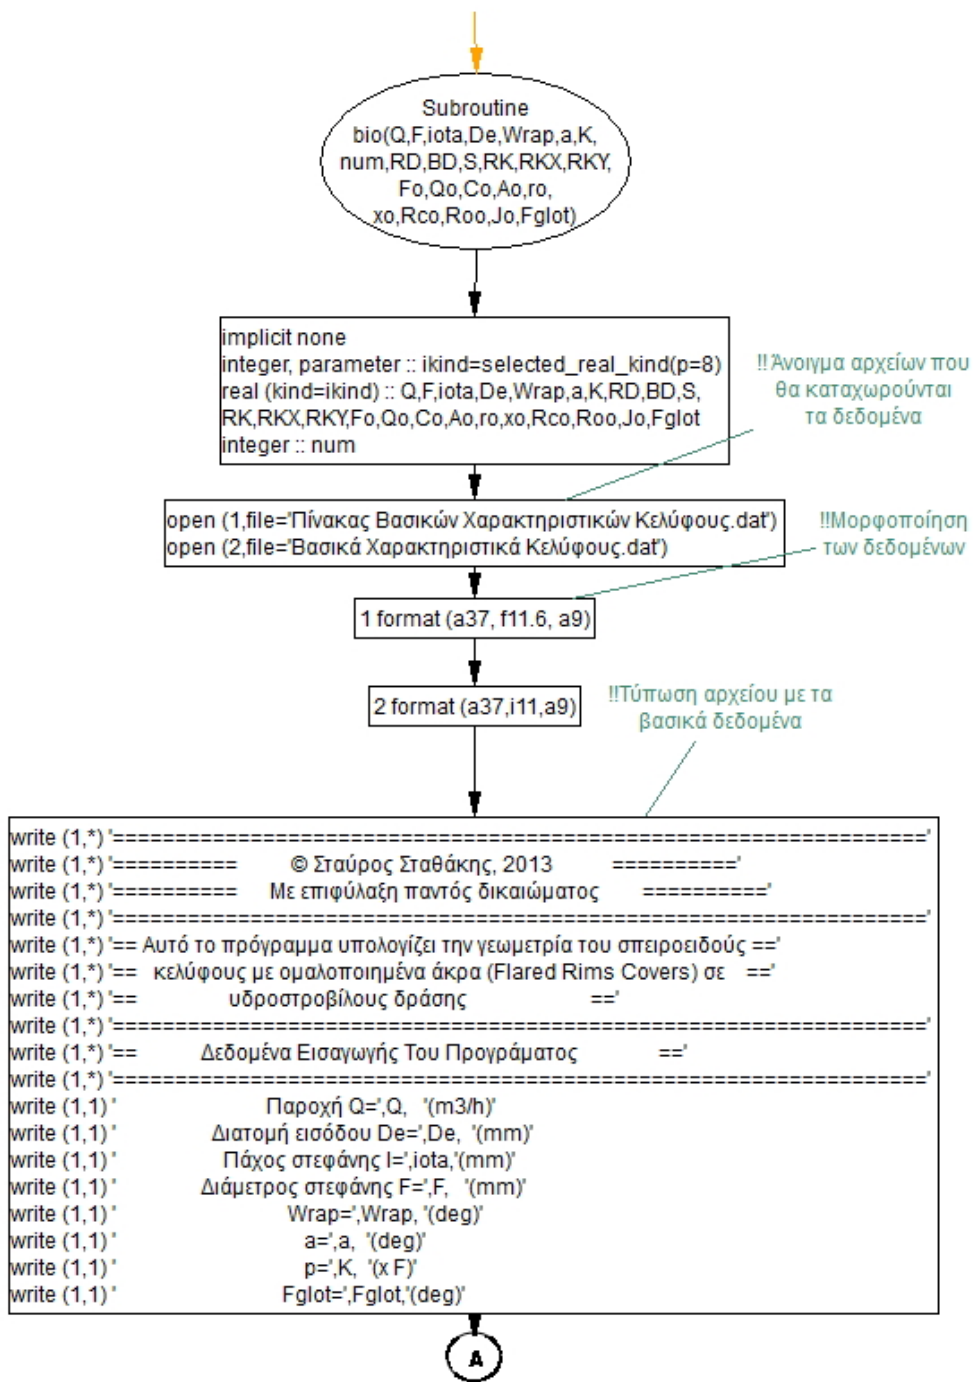 Subroutine
bio(Q,F,iota,De,Wrap,a,K,
num,RD,BD,S,RK,RKX,RKY,
Fo,Qo,Co,Ao,ro,
xo,Rco,Roo,Jo,Fglot)
implicit none
integer, parameter :: ikind=selected_real_kind(p=8)
real (kind=ikind) :: Q,F,iota,De,Wrap,a,K,RD,BD,S,
RK,RKX,RKY,Fo,Qo,Co,Ao,ro,xo,Rco,Roo,Jo,Fglot
integer :: num
!! Άνοιγμα αρχείων που
θα καταχωρούνται
τα δεδομένα
open (1,file='Πίνακας Βασικών Χαρακτηριστικών Κελύφους.dat')
open (2,file='Βασικά Χαρακτηριστικά Κελύφους.dat')
!!Μορφοποίηση
των δεδομένων
1 format (a37, f11.6, a9)
2 format (a37,i11,a9)
!!Τύπωση αρχείου με τα
βασικά δεδομένα
write (1,*) '================================================================='
write (1,*) '========== © Σταύρος Σταθάκης, 2013 =========='
write (1,*) '========== Με επιφύλαξη παντός δικαιώματος =========='
write (1,*) '================================================================='
write (1,*) '== Αυτό το πρόγραμμα υπολογίζει την γεωμετρία του σπειροειδούς =='
write (1,*) '== κελύφους με ομαλοποιημένα άκρα (Flared Rims Covers) σε =='
write (1,*) '== υδροστροβίλους δράσης =='
write (1,*) '================================================================='
write (1,*) '== Δεδομένα Εισαγωγής Του Προγράματος =='
write (1,*) '================================================================='
write (1,1) ' Παροχή Q=',Q, '(m3/h)'
write (1,1) ' Διατομή εισόδου De=',De, '(mm)'
write (1,1) ' Πάχος στεφάνης I=',iota,'(mm)'
write (1,1) ' Διάμετρος στεφάνης F=',F, '(mm)'
write (1,1) ' Wrap=',Wrap, '(deg)'
write (1,1) ' a=',a, '(deg)'
write (1,1) ' p=',K, '(x F)'
write (1,1) ' Fglot=',Fglot,'(deg)'
A